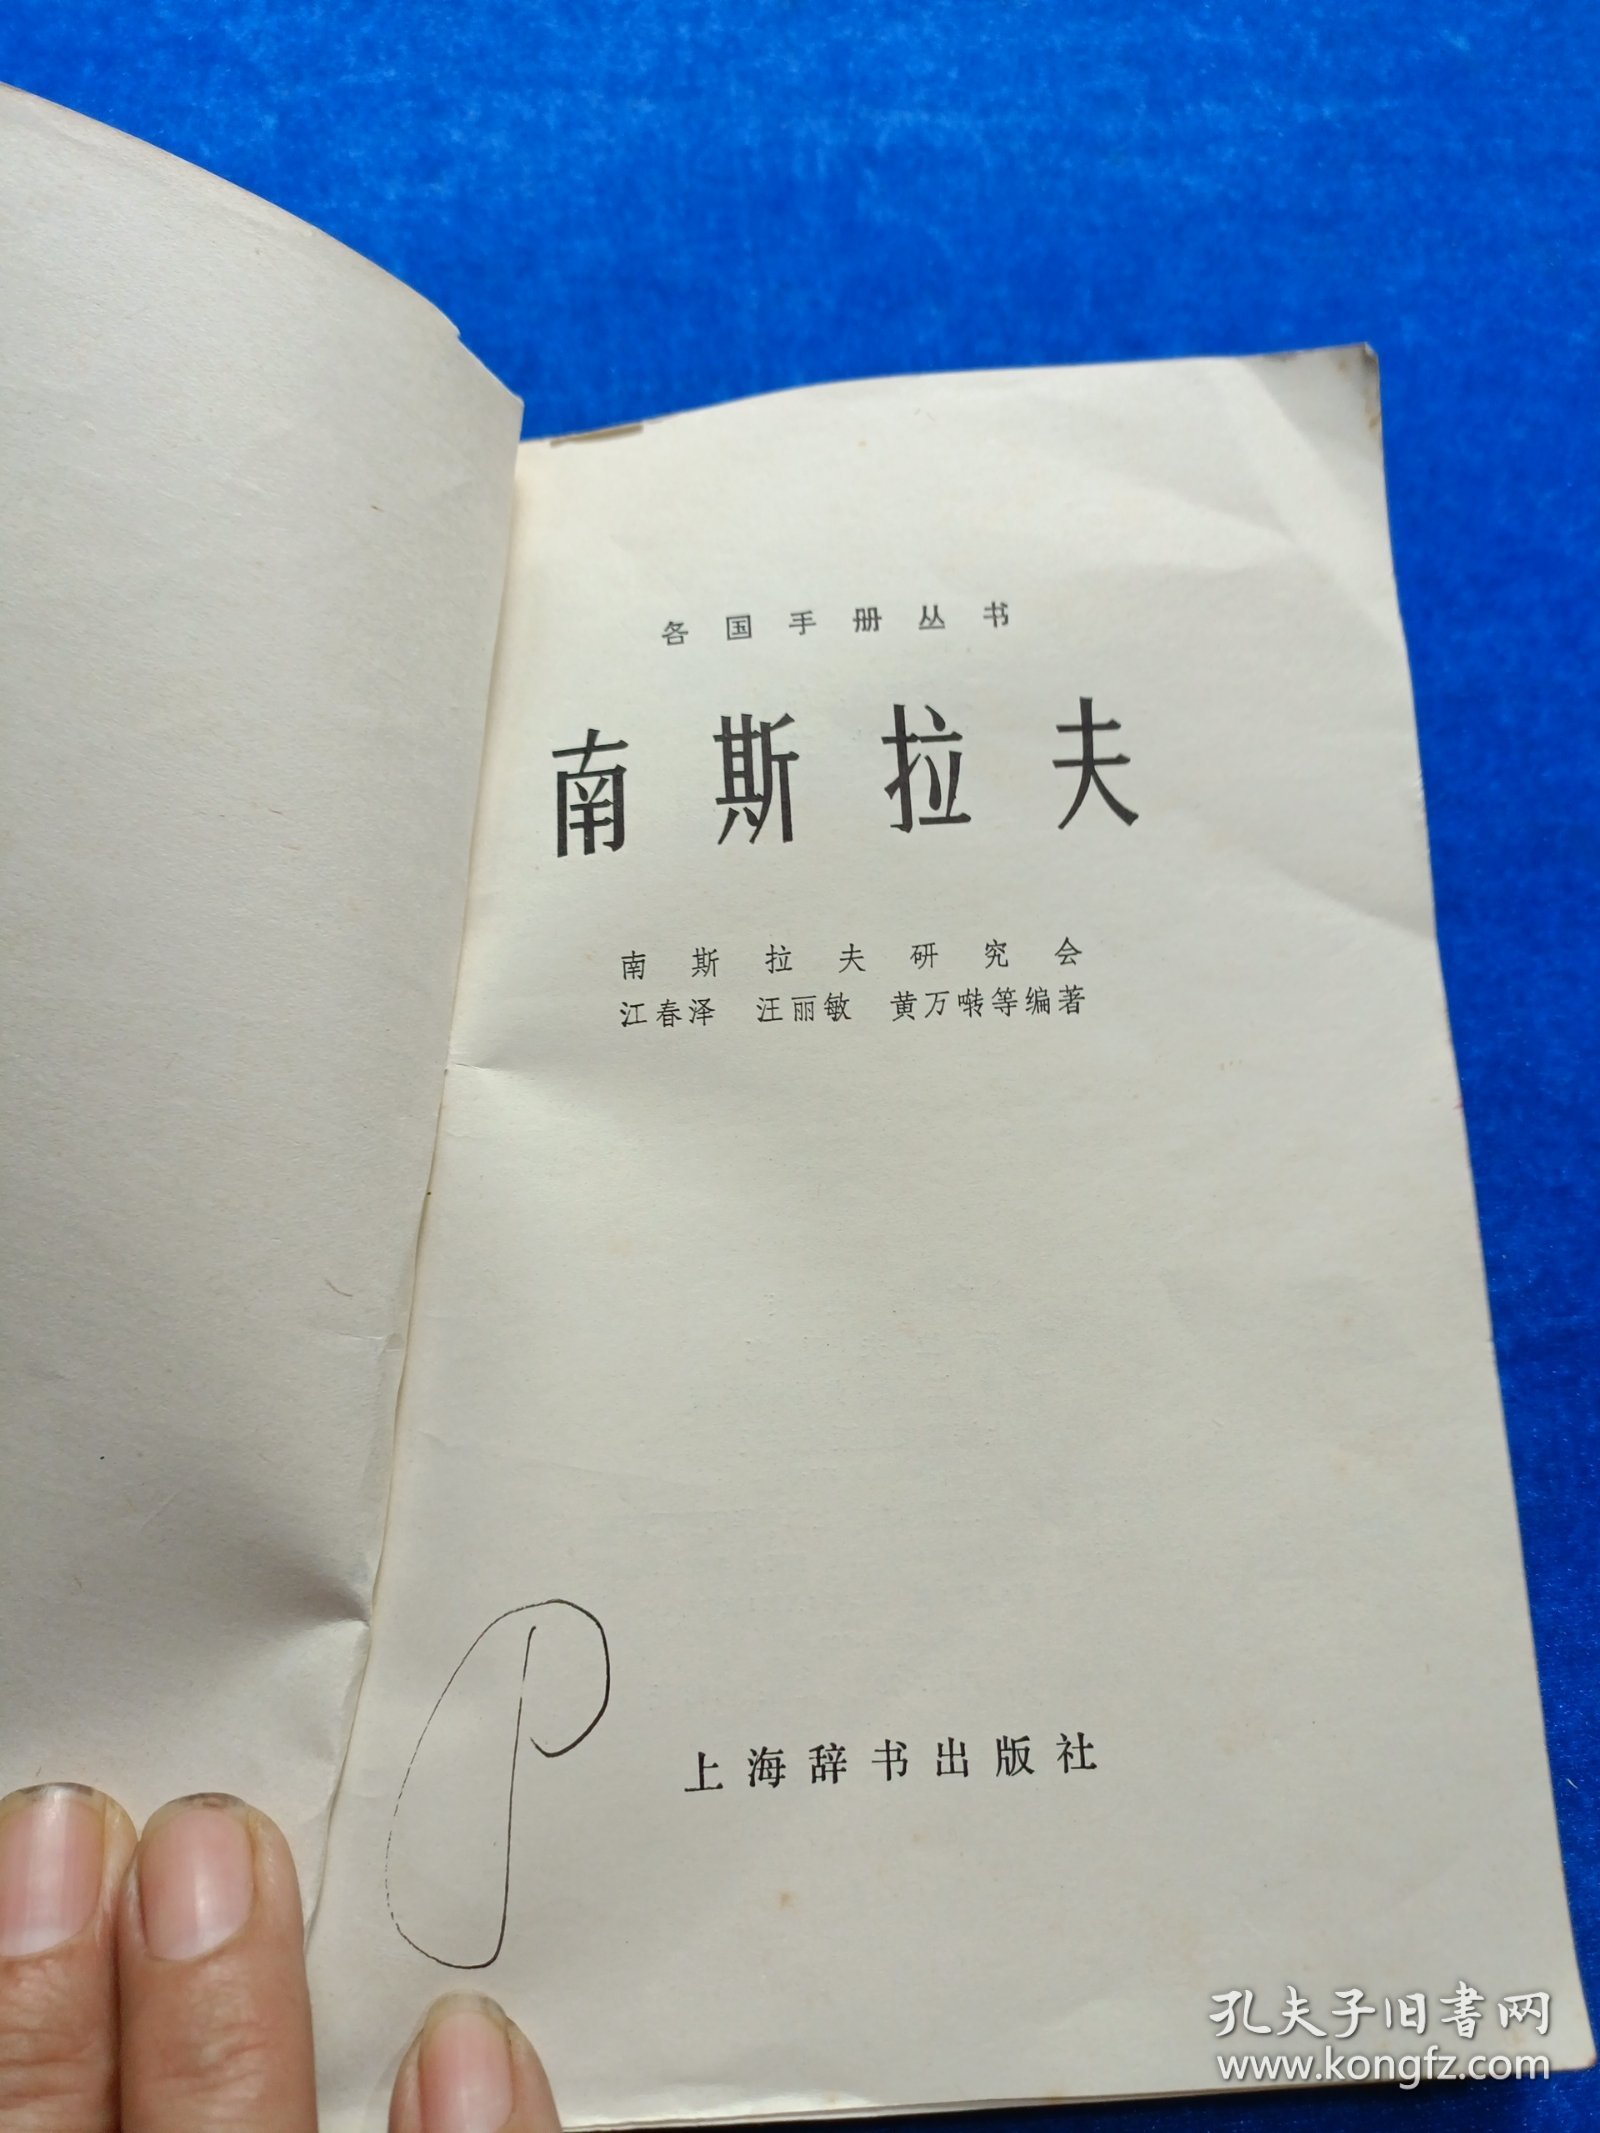 各国手册丛书
南斯拉夫
南斯拉夫研究会
江春泽 汪丽敏 黄万啭等编著
上海辞书出版社
孔夫子旧书网
www.kongfz.com